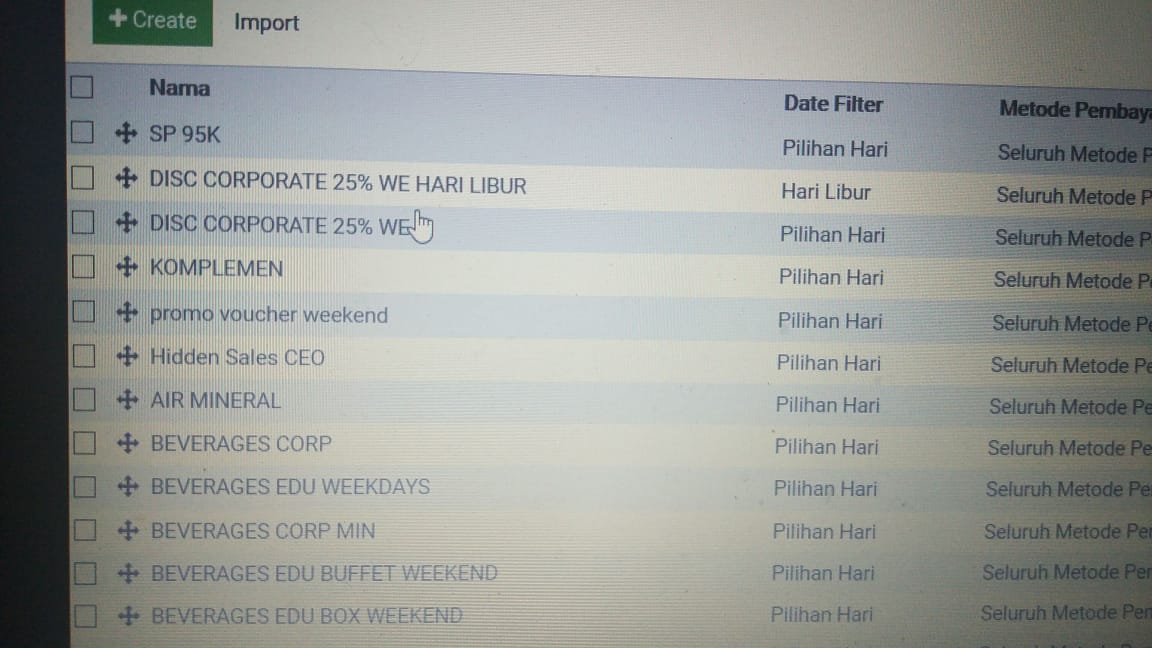 Create Import
Nama Date Filter Metode Pembaya
SP 95K Pilihan Hari Seluruh Metode P
DISC CORPORATE 25% WE HARI LIBUR Hari Libur Seluruh Metode P
DISC CORPORATE 25% WE Pilihan Hari Seluruh Metode P
KOMPLEMEN Pilihan Hari Seluruh Metode Pe
promo voucher weekend Pilihan Hari Seluruh Metode Pe
Hidden Sales CEO Pilihan Hari Seluruh Metode Pe
AIR MINERAL Pilihan Hari Seluruh Metode Pe
BEVERAGES CORP Pilihan Hari Seluruh Metode Pe
BEVERAGES EDU WEEKDAYS Pilihan Hari Seluruh Metode Pe
BEVERAGES CORP MIN Pilihan Hari Seluruh Metode Per
BEVERAGES EDU BUFFET WEEKEND Pilihan Hari Seluruh Metode Per
BEVERAGES EDU BOX WEEKEND Pilihan Hari Seluruh Metode Pem